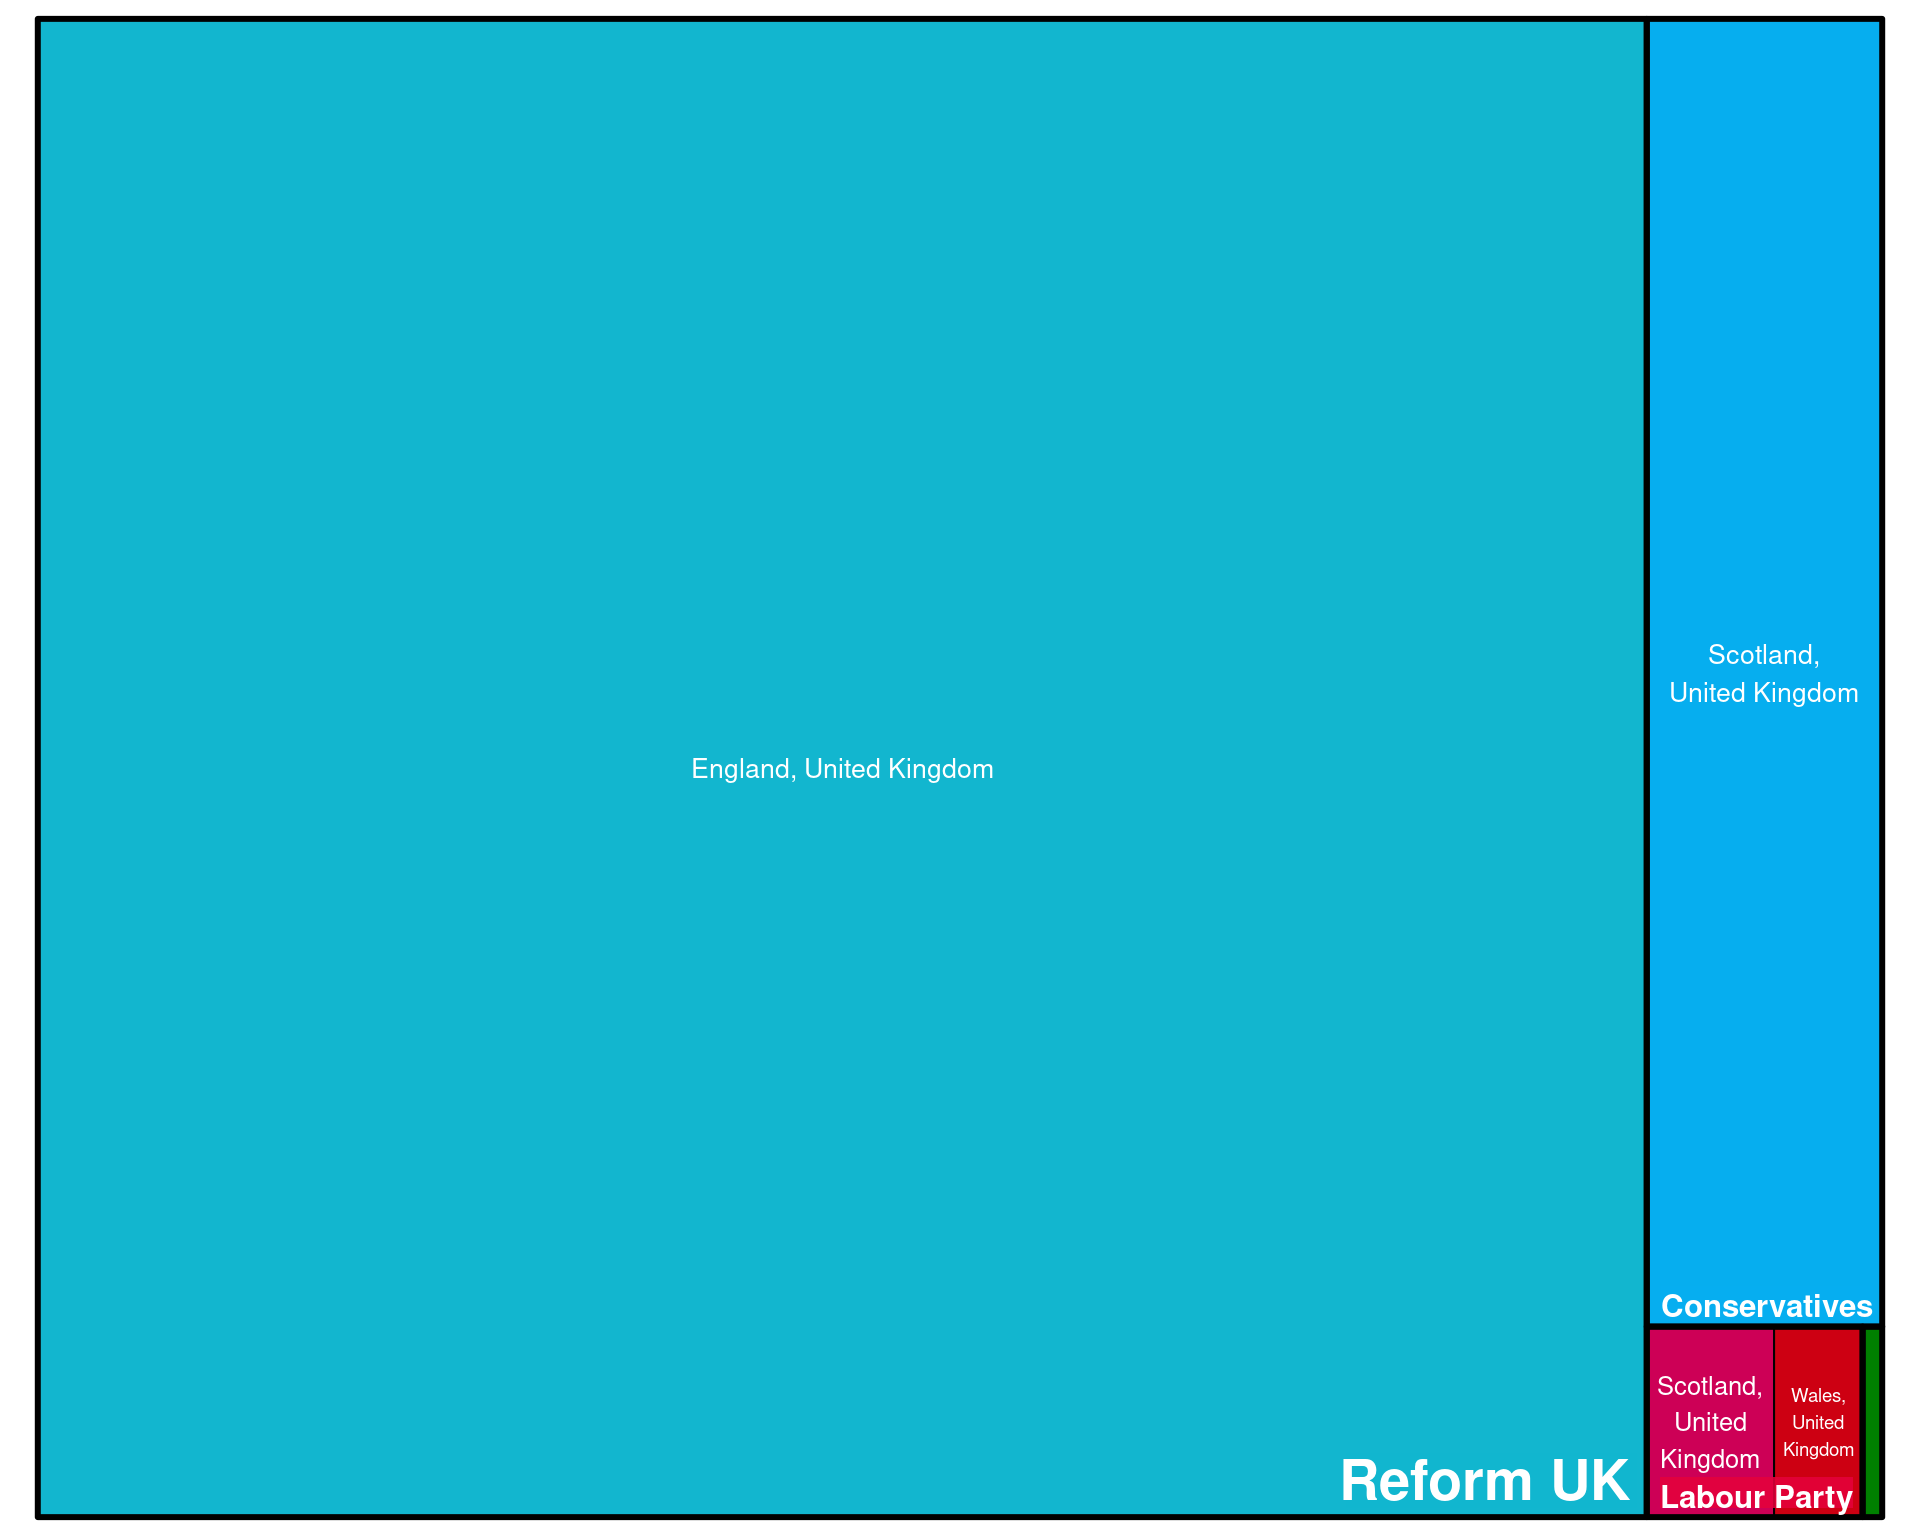 England, United Kingdom
Reform UK
Scotland,
United Kingdom
Conservatives
Scotland,
United
Kingdom
Wales,
United
Kingdom
Labour Party